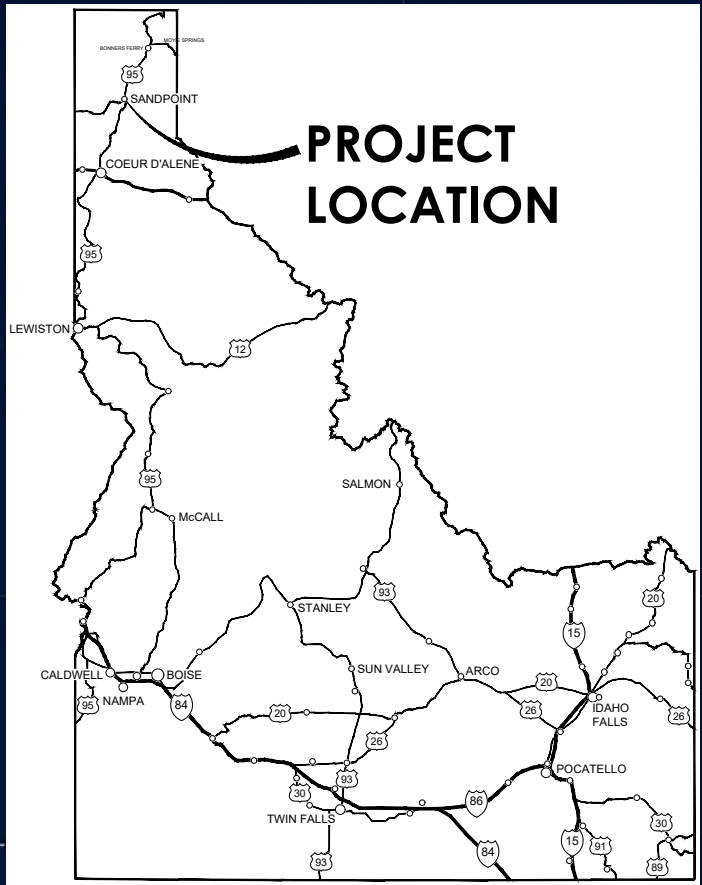 MOYIE SPRINGS
BONNERS FERRY
95
SANDPOINT
PROJECT
LOCATION
COEUR D'ALENE
95
LEWISTON
12
95
SALMON
McCALL
93
20
STANLEY
15
SUN VALLEY
ARCO
CALDWELL
BOISE
20
NAMPA
84
95
26
IDAHO
FALLS
26
20
26
POCATELLO
93
30
86
TWIN FALLS
30
15
91
84
93
89